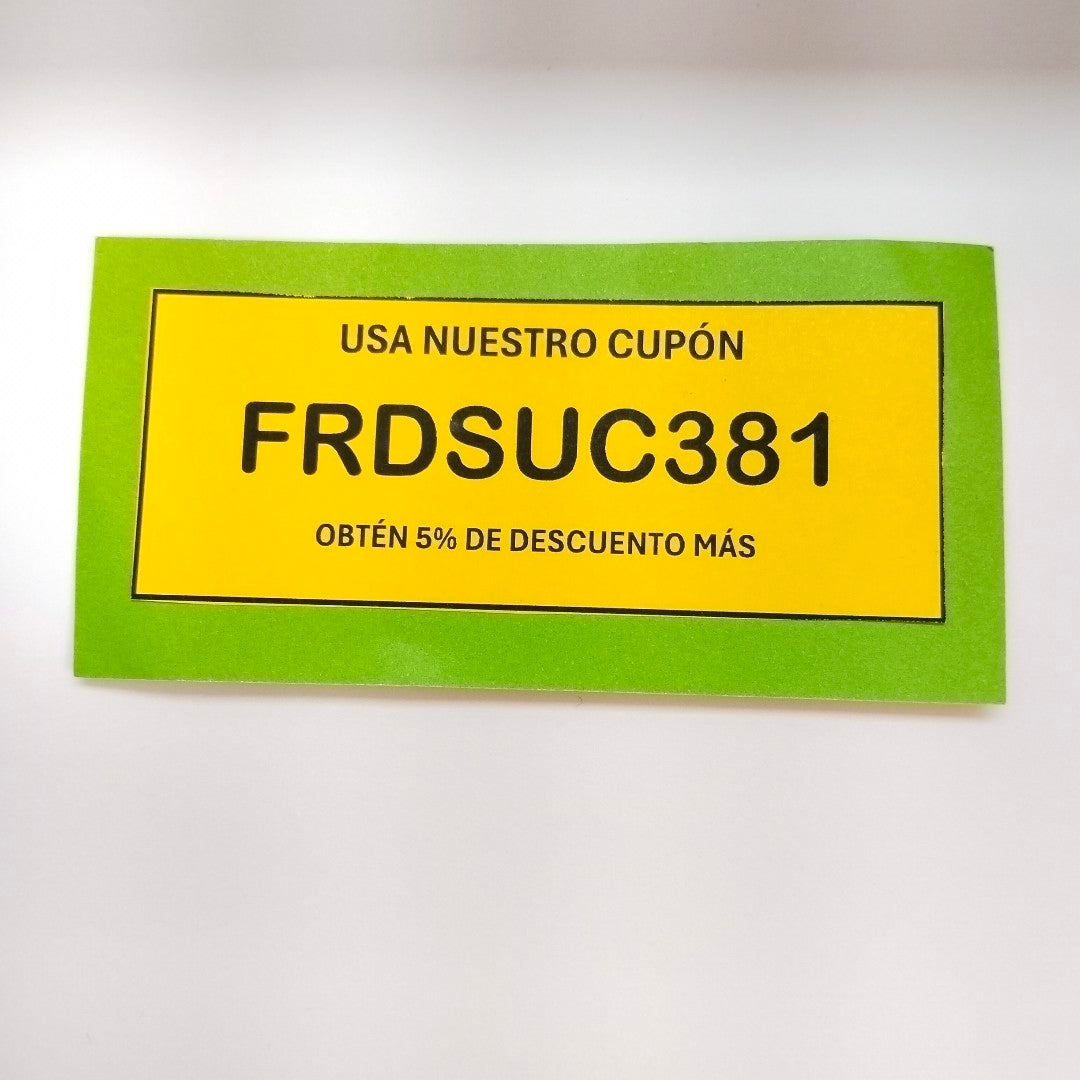 USA NUESTRO CUPÓN
FRDSUC381
OBTÉN 5% DE DESCUENTO MÁS